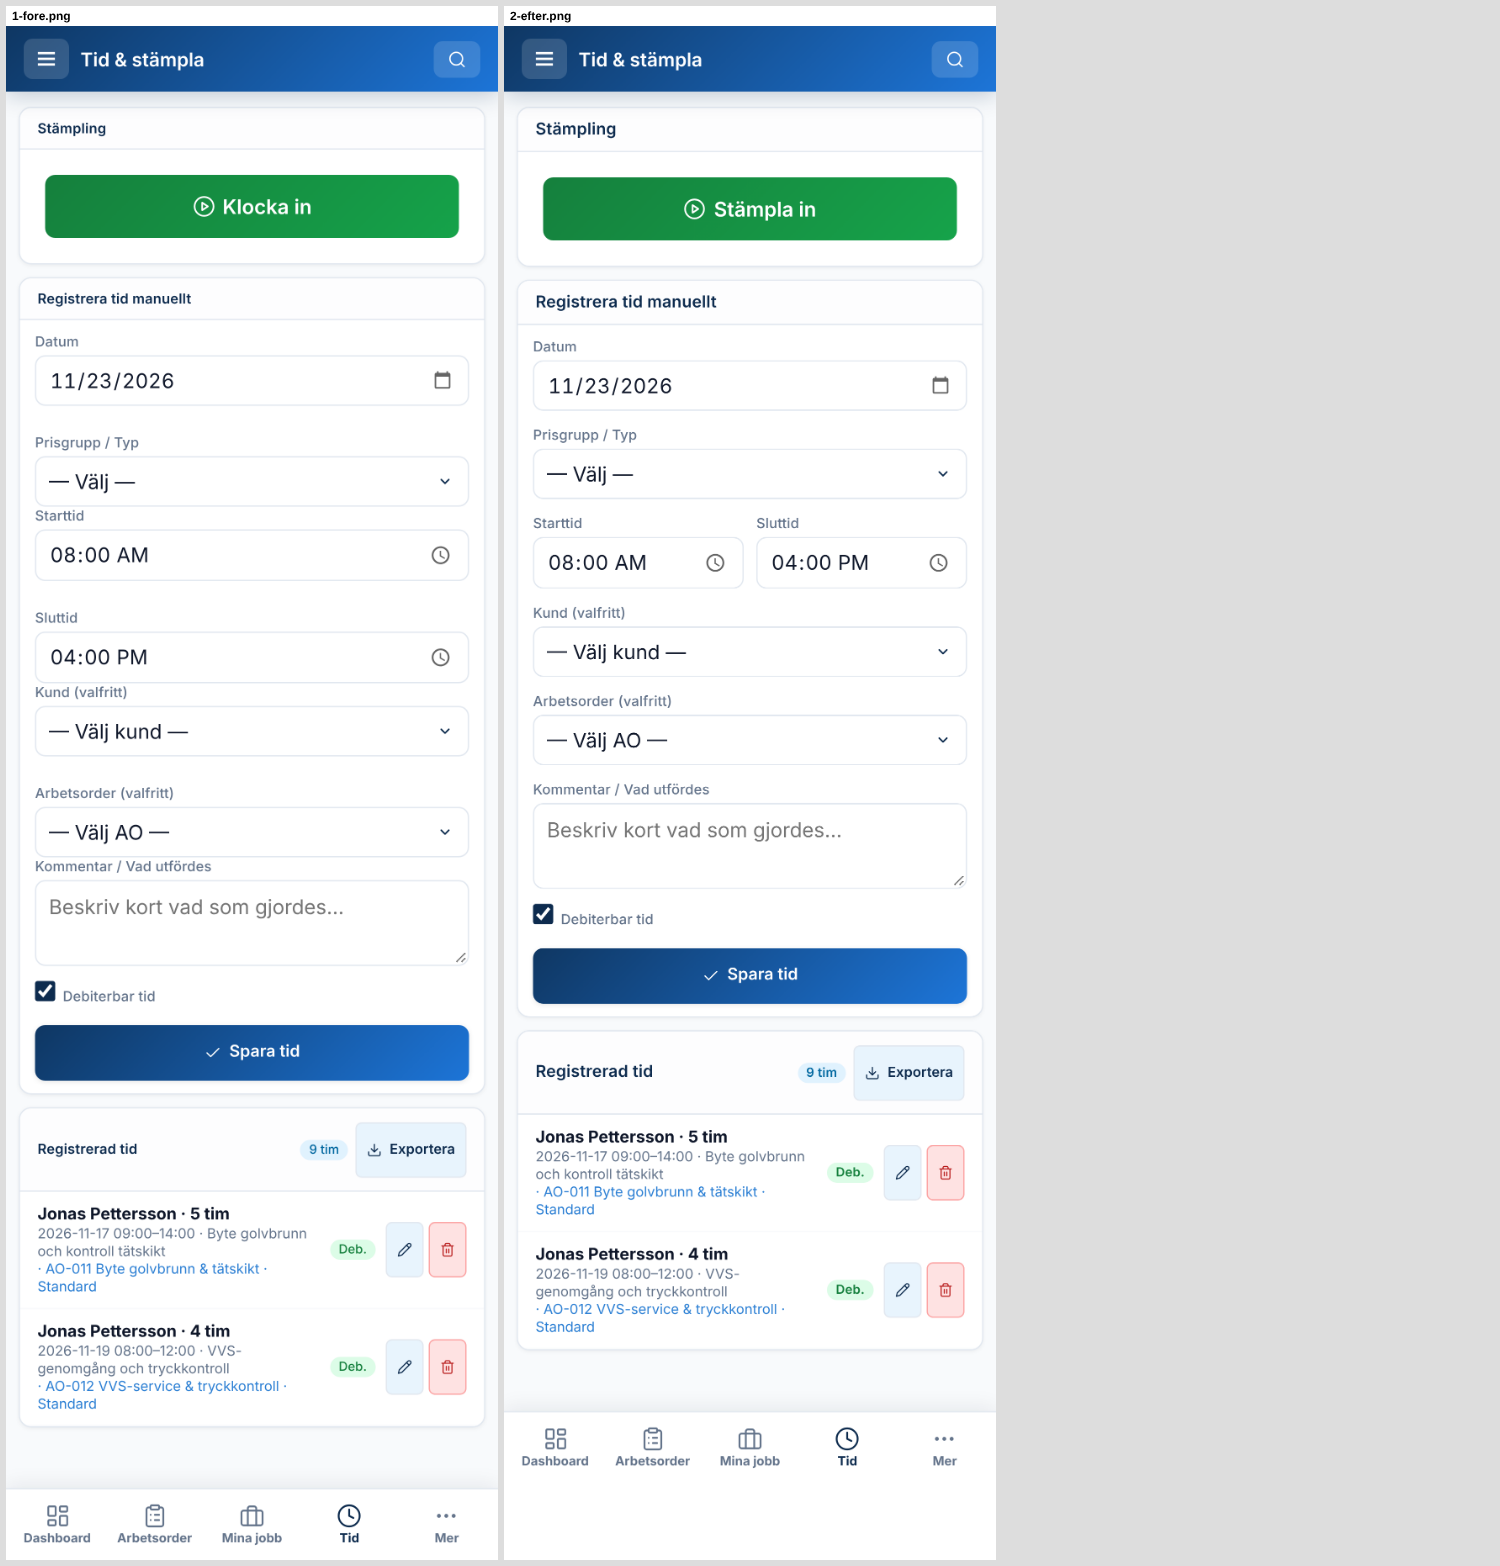 1-fore.png
Tid & stämpla
Stämpling
Klocka in
Registrera tid manuellt
Datum
11/23/2026
Prisgrupp / Typ
— Välj —
Starttid
08:00 AM
Sluttid
04:00 PM
Kund (valfritt)
— Välj kund —
Arbetsorder (valfritt)
— Välj AO —
Kommentar / Vad utfördes
Beskriv kort vad som gjordes...
Debiterbar tid
Spara tid
Registrerad tid
9 tim
Exportera
Jonas Pettersson · 5 tim
2026-11-17 09:00–14:00 · Byte golvbrunn
och kontroll tätskikt
· AO-011 Byte golvbrunn & tätskikt ·
Standard
Deb.
Jonas Pettersson · 4 tim
2026-11-19 08:00–12:00 · VVS-
genomgång och tryckkontroll
· AO-012 VVS-service & tryckkontroll ·
Standard
Deb.
Dashboard
Arbetsorder
Mina jobb
Tid
Mer
2-efter.png
Tid & stämpla
Stämpling
Stämpla in
Registrera tid manuellt
Datum
11/23/2026
Prisgrupp / Typ
— Välj —
Starttid
Sluttid
08:00 AM
04:00 PM
Kund (valfritt)
— Välj kund —
Arbetsorder (valfritt)
— Välj AO —
Kommentar / Vad utfördes
Beskriv kort vad som gjordes...
Debiterbar tid
Spara tid
Registrerad tid
9 tim
Exportera
Jonas Pettersson · 5 tim
2026-11-17 09:00–14:00 · Byte golvbrunn
och kontroll tätskikt
· AO-011 Byte golvbrunn & tätskikt ·
Standard
Deb.
Jonas Pettersson · 4 tim
2026-11-19 08:00–12:00 · VVS-
genomgång och tryckkontroll
· AO-012 VVS-service & tryckkontroll ·
Standard
Deb.
Dashboard
Arbetsorder
Mina jobb
Tid
Mer